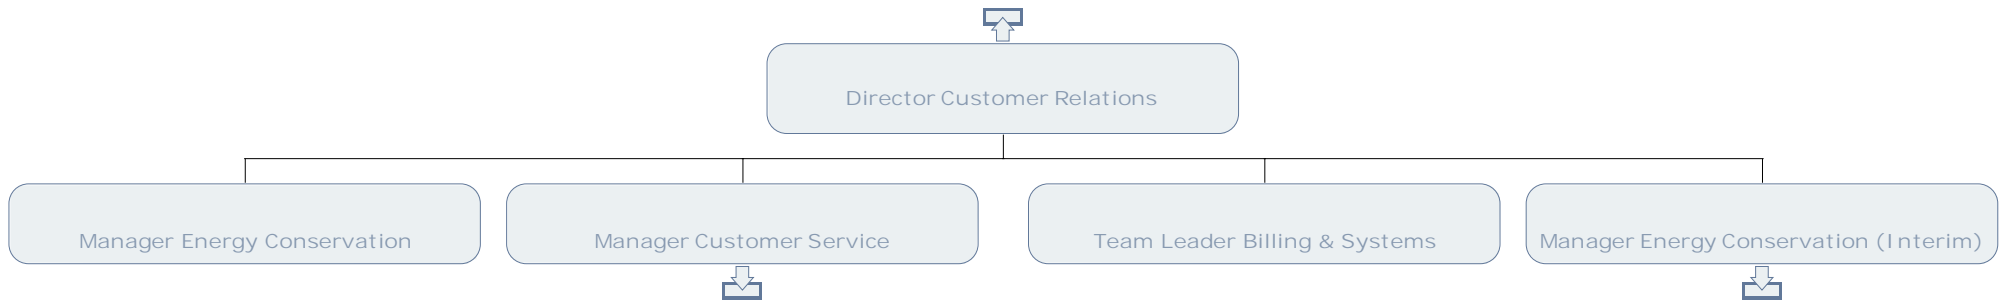 Director Customer Relations
Manager Energy Conservation
Manager Customer Service
Team Leader Billing & Systems
Manager Energy Conservation (Interim)